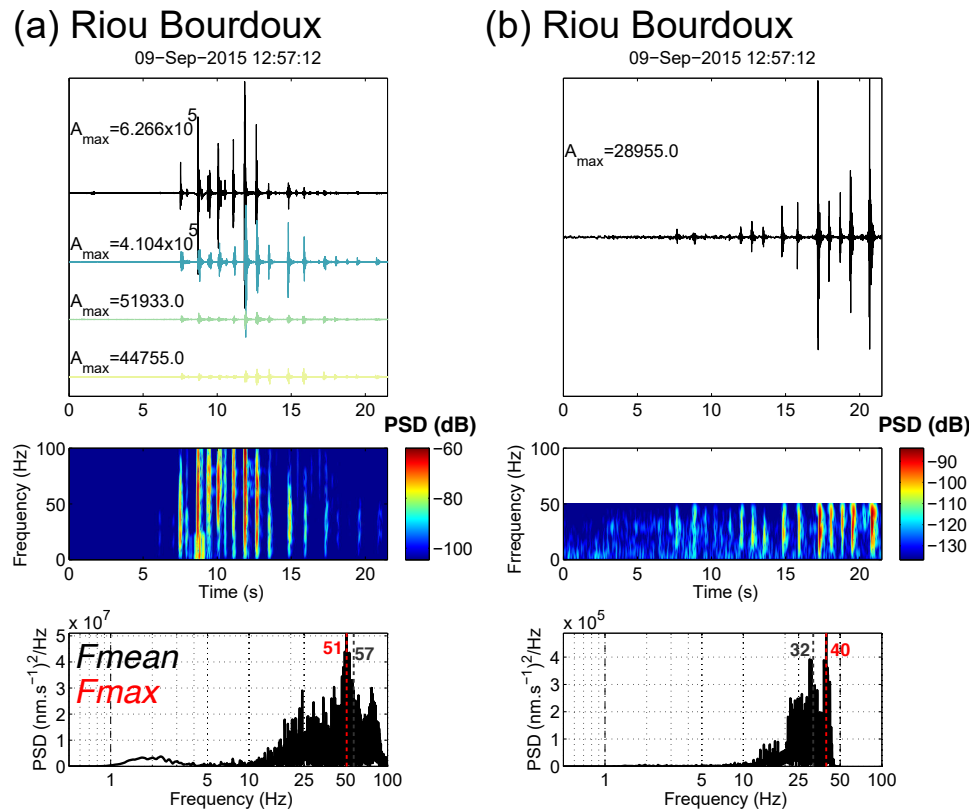 (a) Riou Bourdoux
09−Sep−2015 12:57:12
A_max=6.266x10^5
A_max=4.104x10^5
A_max=51933.0
A_max=44755.0
0 5 10 15 20
PSD (dB)
Frequency (Hz)
100
50
0
−60
−80
−100
0 5 10 15 20
Time (s)
x 10^7
PSD (nm.s^−1)^2/Hz
5
4
3
2
1
0
Fmean
Fmax
51
57
1 5 10 25 50 100
Frequency (Hz)
(b) Riou Bourdoux
09−Sep−2015 12:57:12
A_max=28955.0
0 5 10 15 20
PSD (dB)
Frequency (Hz)
100
50
0
−90
−100
−110
−120
−130
0 5 10 15 20
Time (s)
x 10^5
PSD (nm.s^−1)^2/Hz
4
3
2
1
0
32
40
1 5 10 25 50 100
Frequency (Hz)